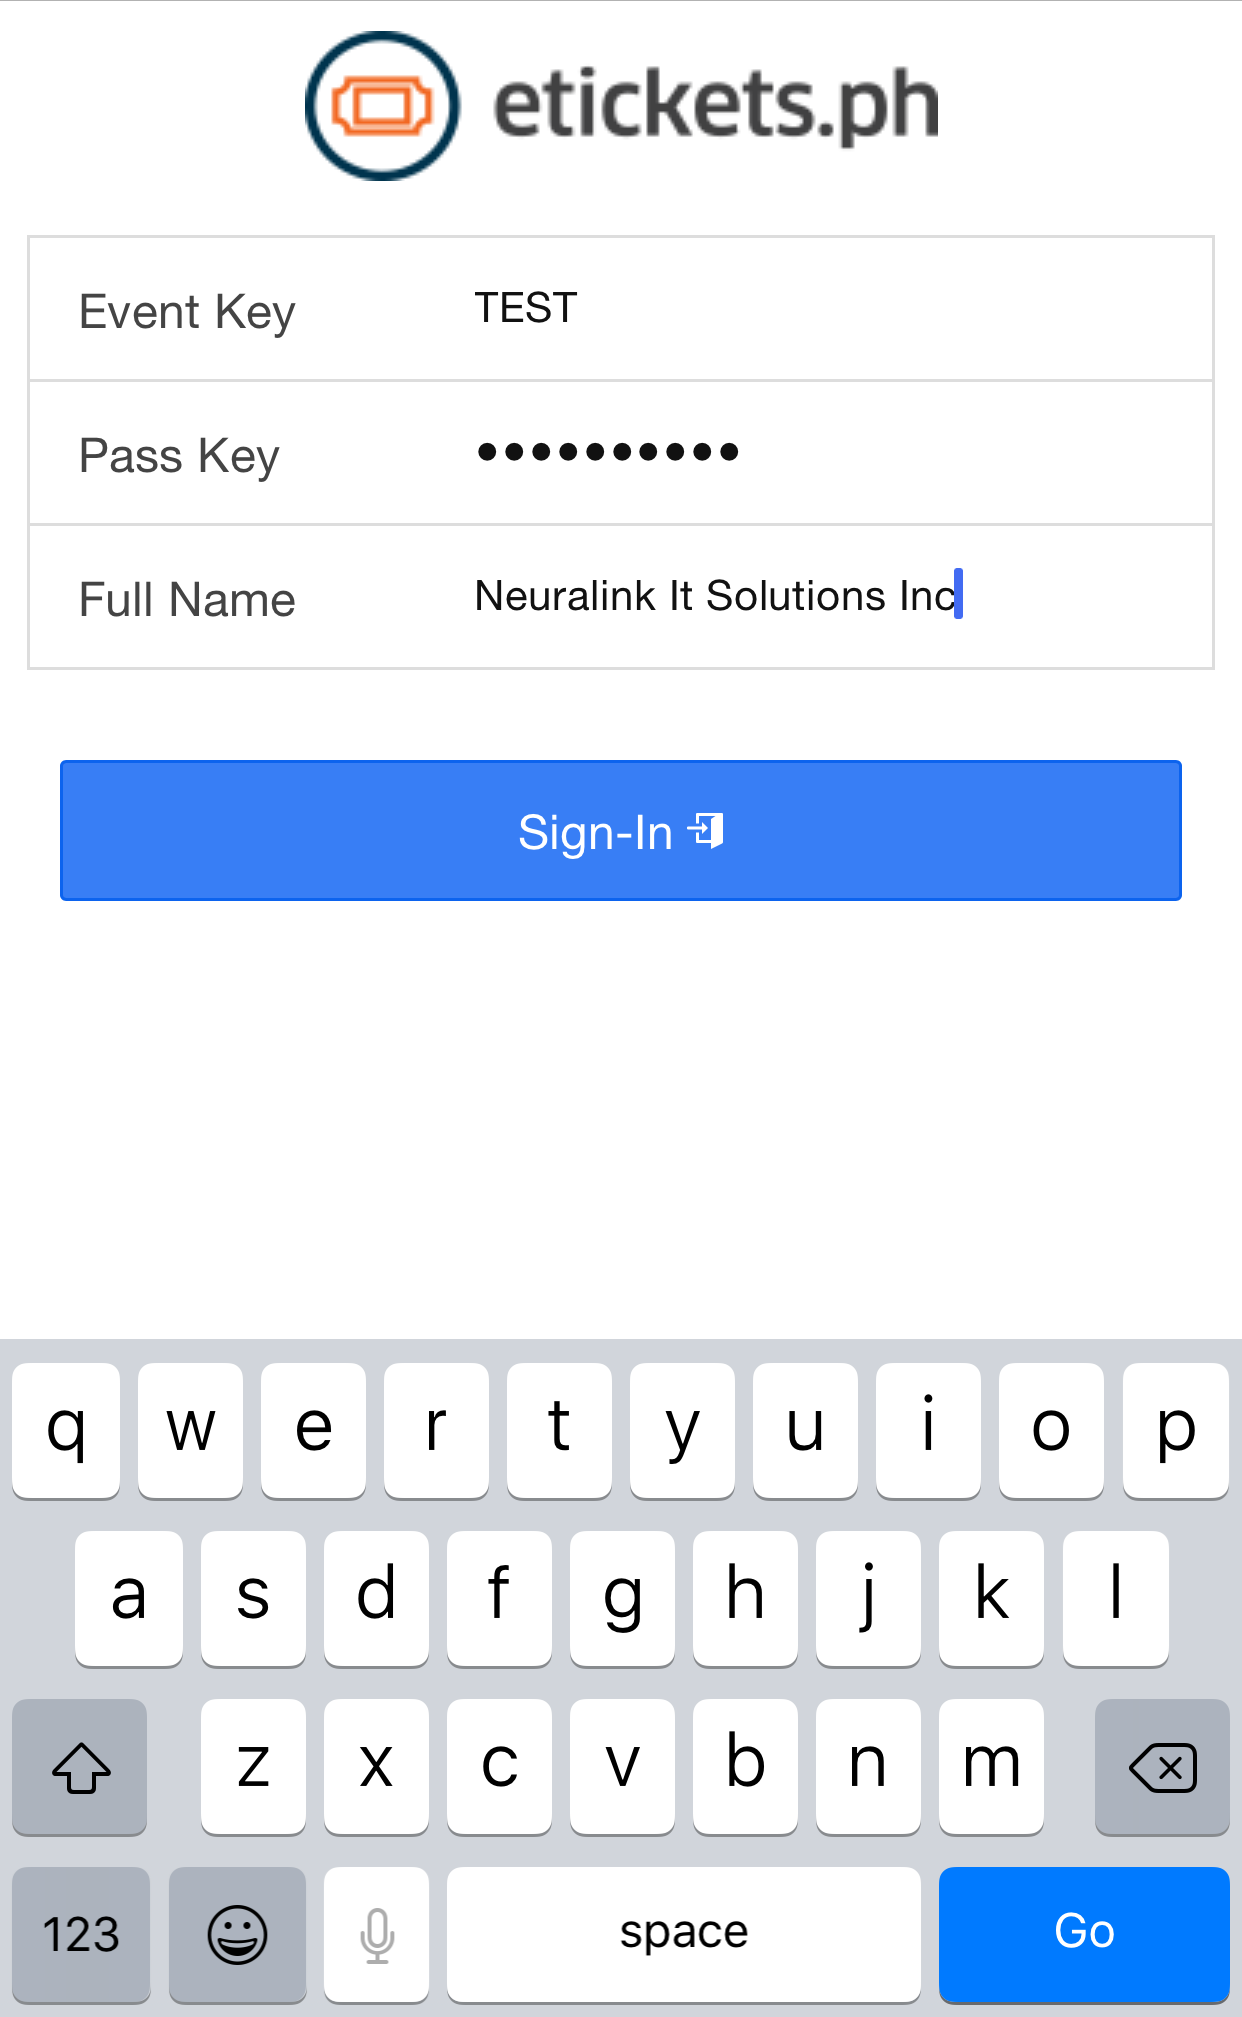 etickets.ph
Event Key TEST
Pass Key ••••••••••
Full Name Neuralink It Solutions Inc
Sign-In
q w e r t y u i o p
a s d f g h j k l
z x c v b n m
123 space Go